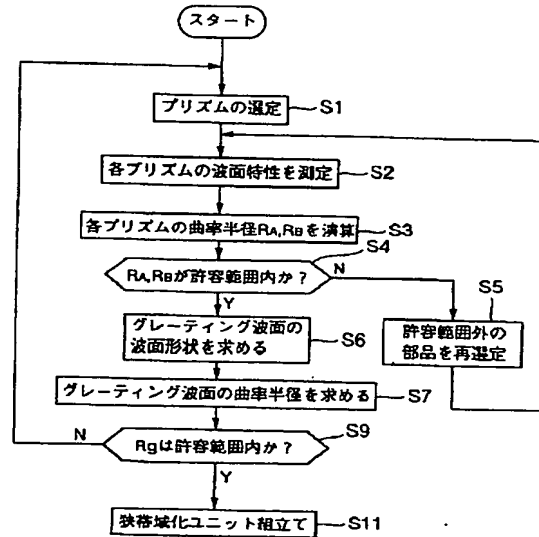 スタート
プリズムの選定 S1
各プリズムの波面特性を測定 S2
各プリズムの曲率半径RA,RBを演算 S3
S4
RA,RBが許容範囲内か? N
Y
S5
許容範囲外の
部品を再選定
グレーティング波面の
波面形状を求める S6
グレーティング波面の曲率半径を求める S7
N S9
Rgは許容範囲内か?
Y
狭帯域化ユニット組立て S11